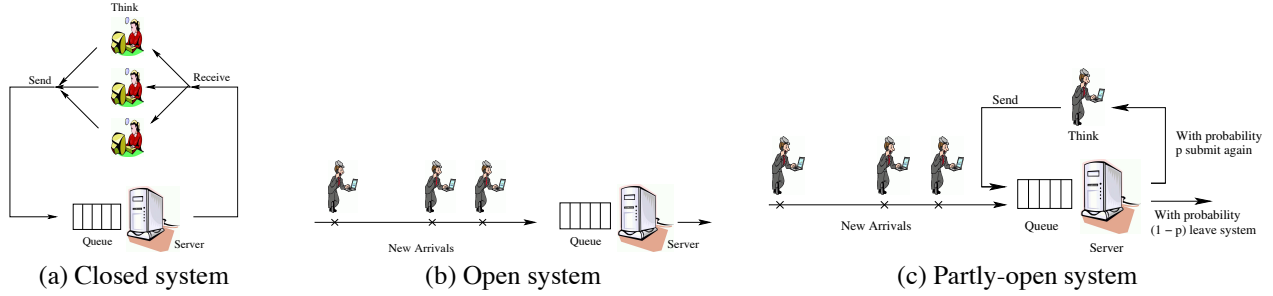 Think
Send
Receive
Queue
Server
(a) Closed system
New Arrivals
Queue
Server
(b) Open system
Send
Think
With probability
p submit again
New Arrivals
Queue
Server
With probability
(1 − p) leave system
(c) Partly-open system